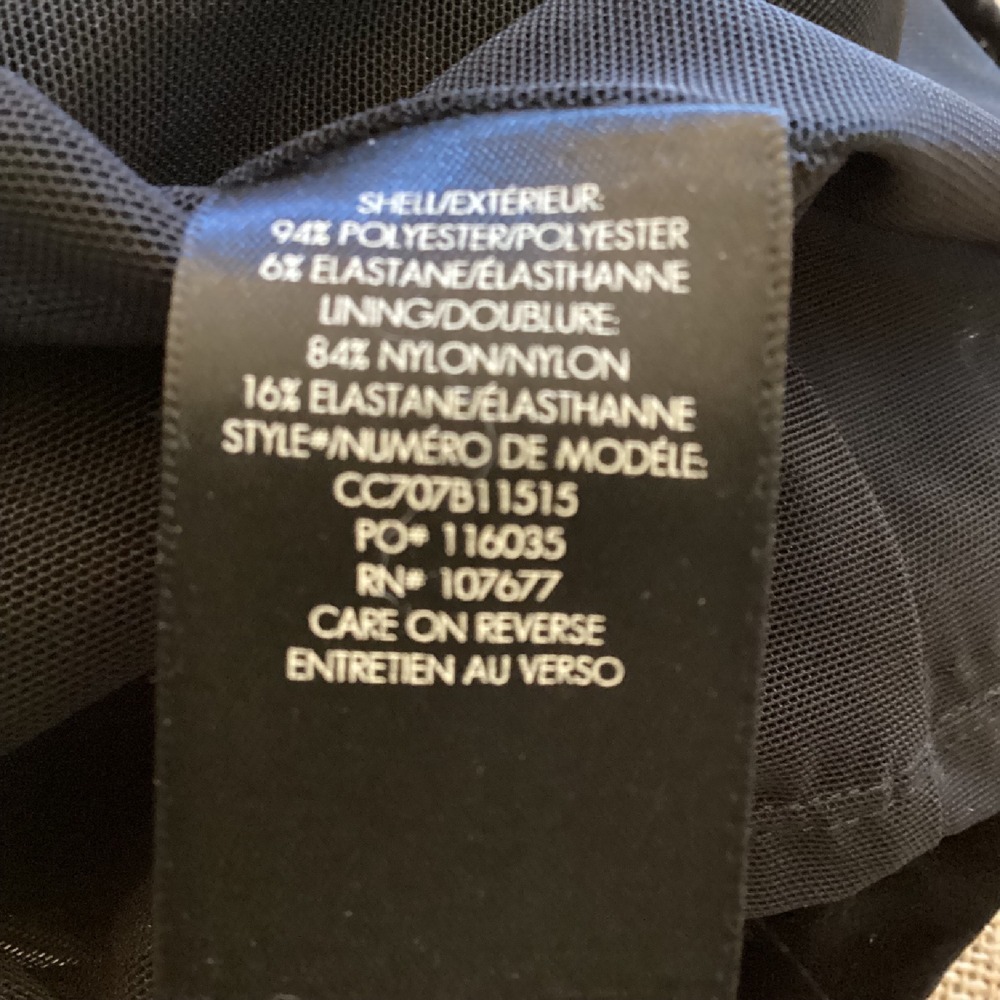 SHELL/EXTÉRIEUR:
94% POLYESTER/POLYESTER
6% ELASTANE/ÉLASTHANNE
LINING/DOUBLURE:
84% NYLON/NYLON
16% ELASTANE/ÉLASTHANNE
STYLE#/NUMÉRO DE MODÉLE:
CC707B11515
PO# 116035
RN# 107677
CARE ON REVERSE
ENTRETIEN AU VERSO